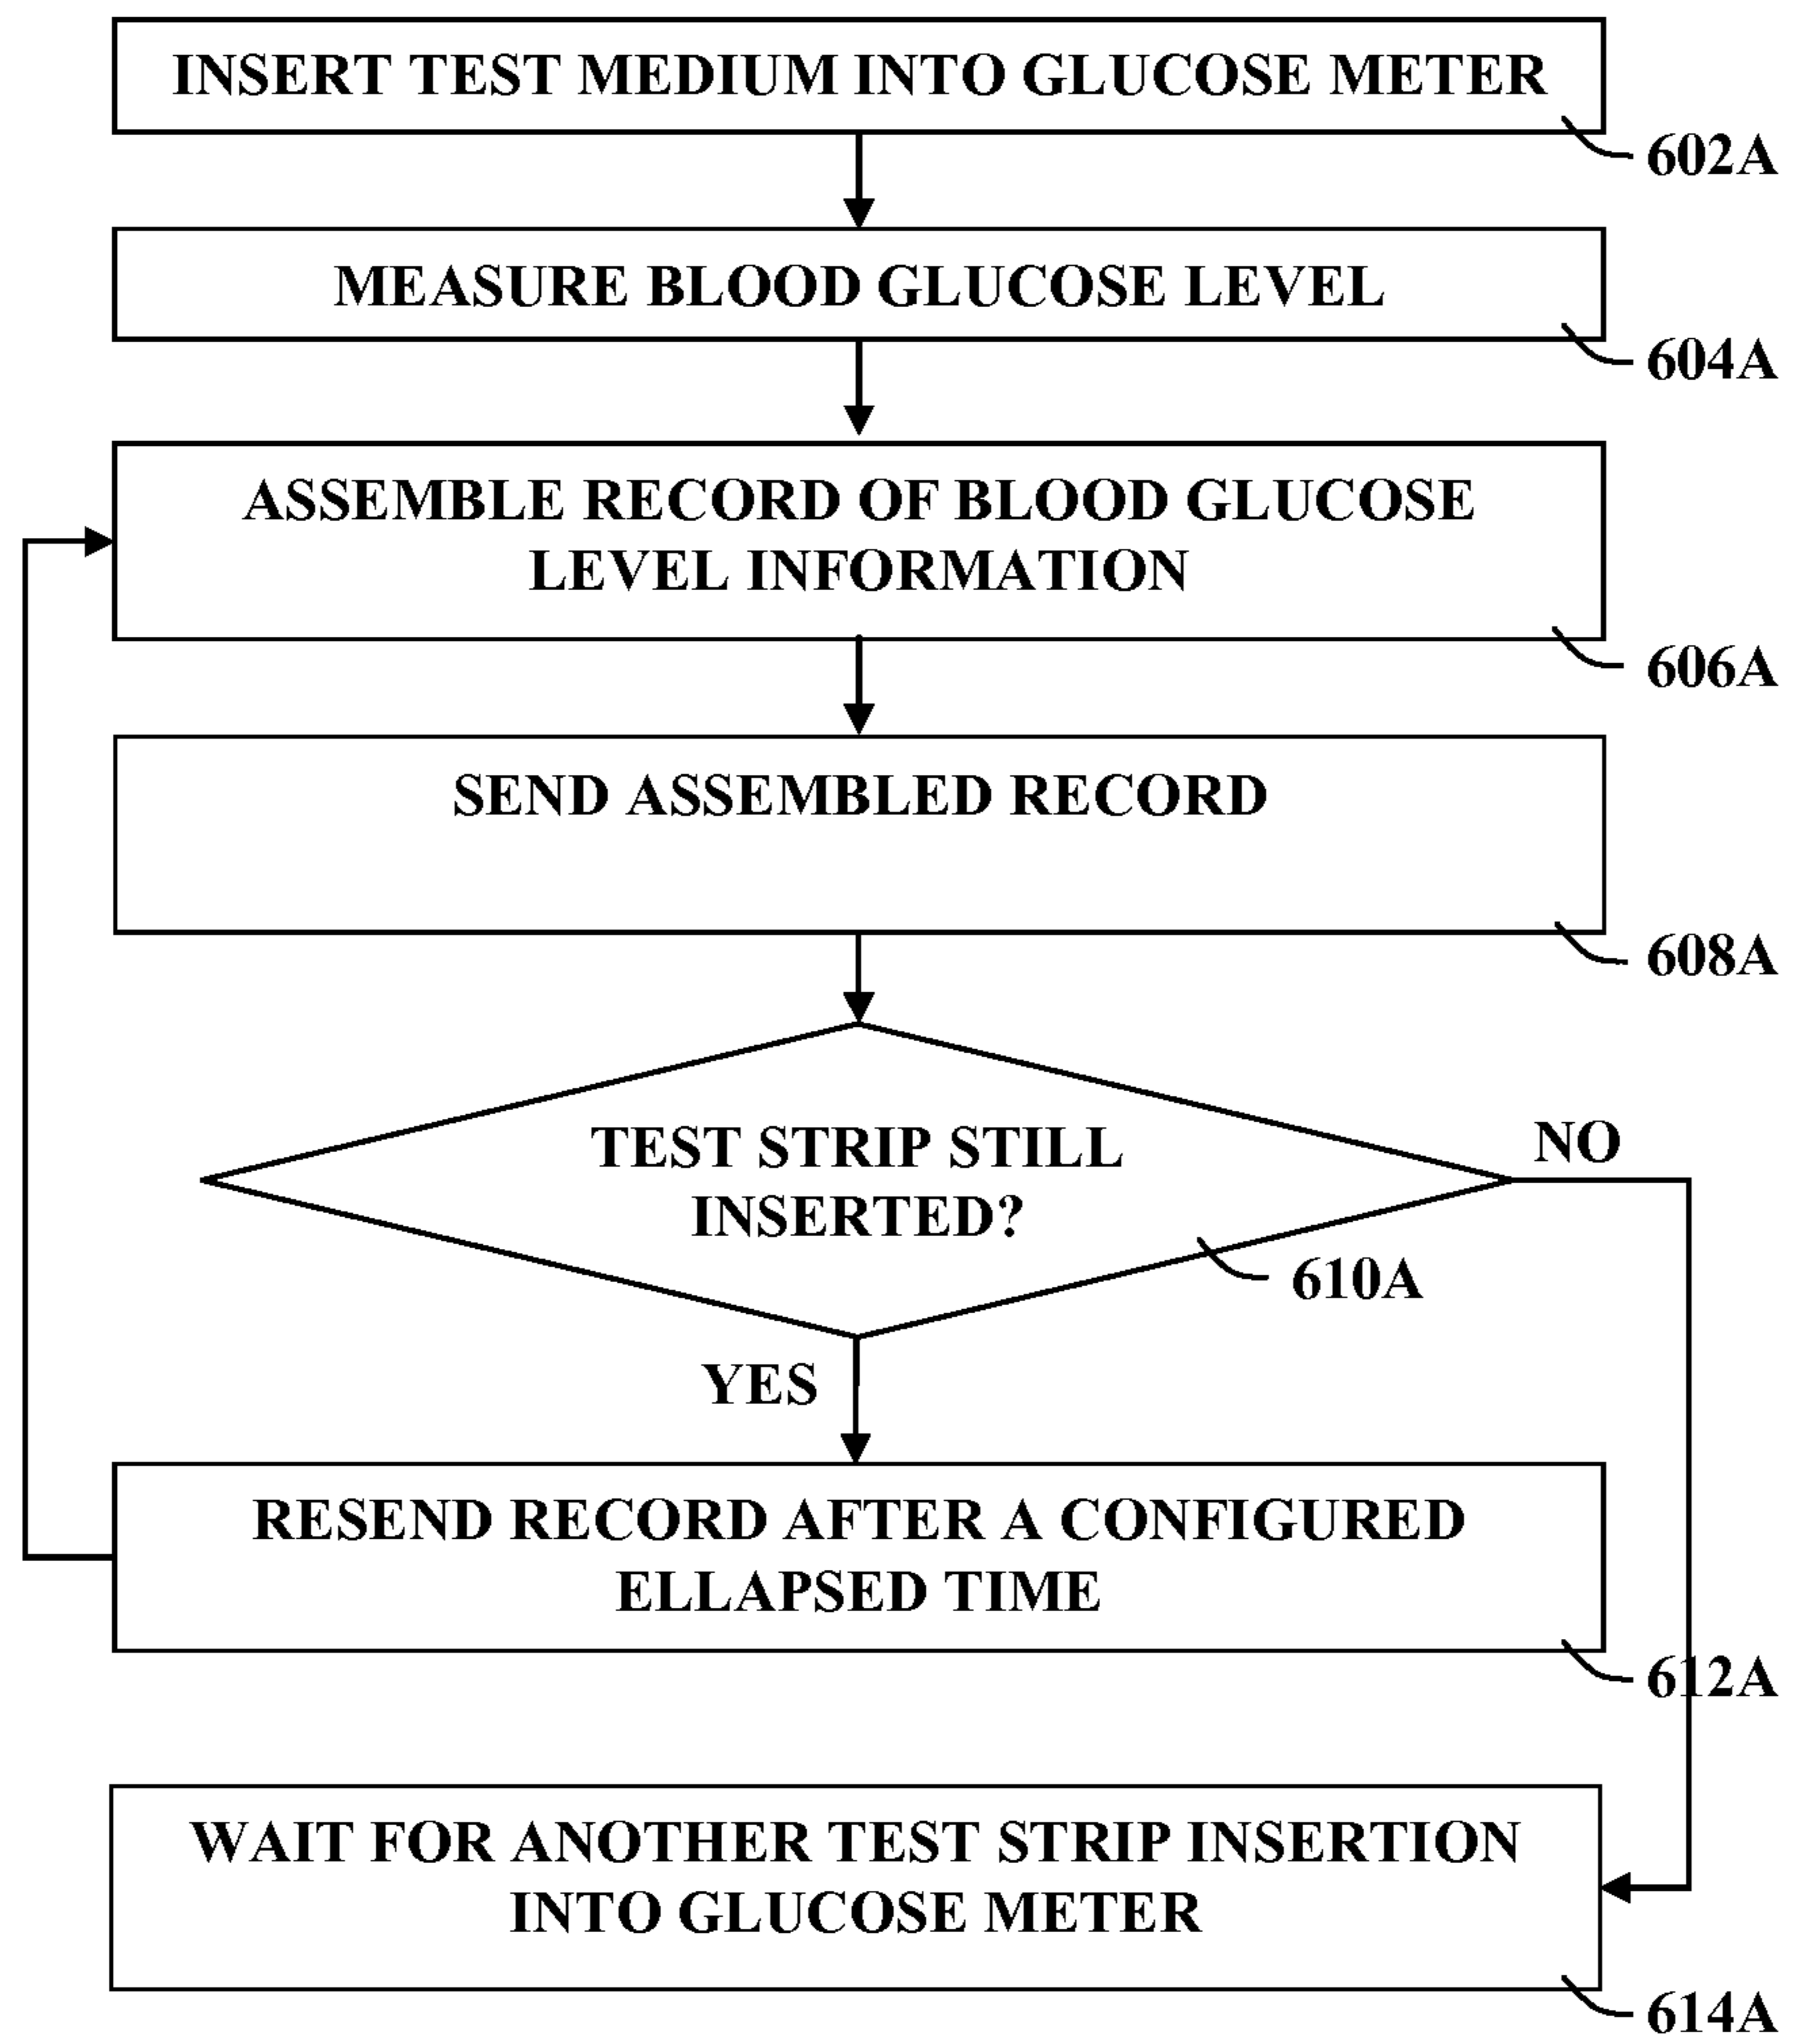 INSERT TEST MEDIUM INTO GLUCOSE METER
602A
MEASURE BLOOD GLUCOSE LEVEL
604A
ASSEMBLE RECORD OF BLOOD GLUCOSE
LEVEL INFORMATION
606A
SEND ASSEMBLED RECORD
608A
TEST STRIP STILL
INSERTED?
NO
610A
YES
RESEND RECORD AFTER A CONFIGURED
ELLAPSED TIME
612A
WAIT FOR ANOTHER TEST STRIP INSERTION
INTO GLUCOSE METER
614A